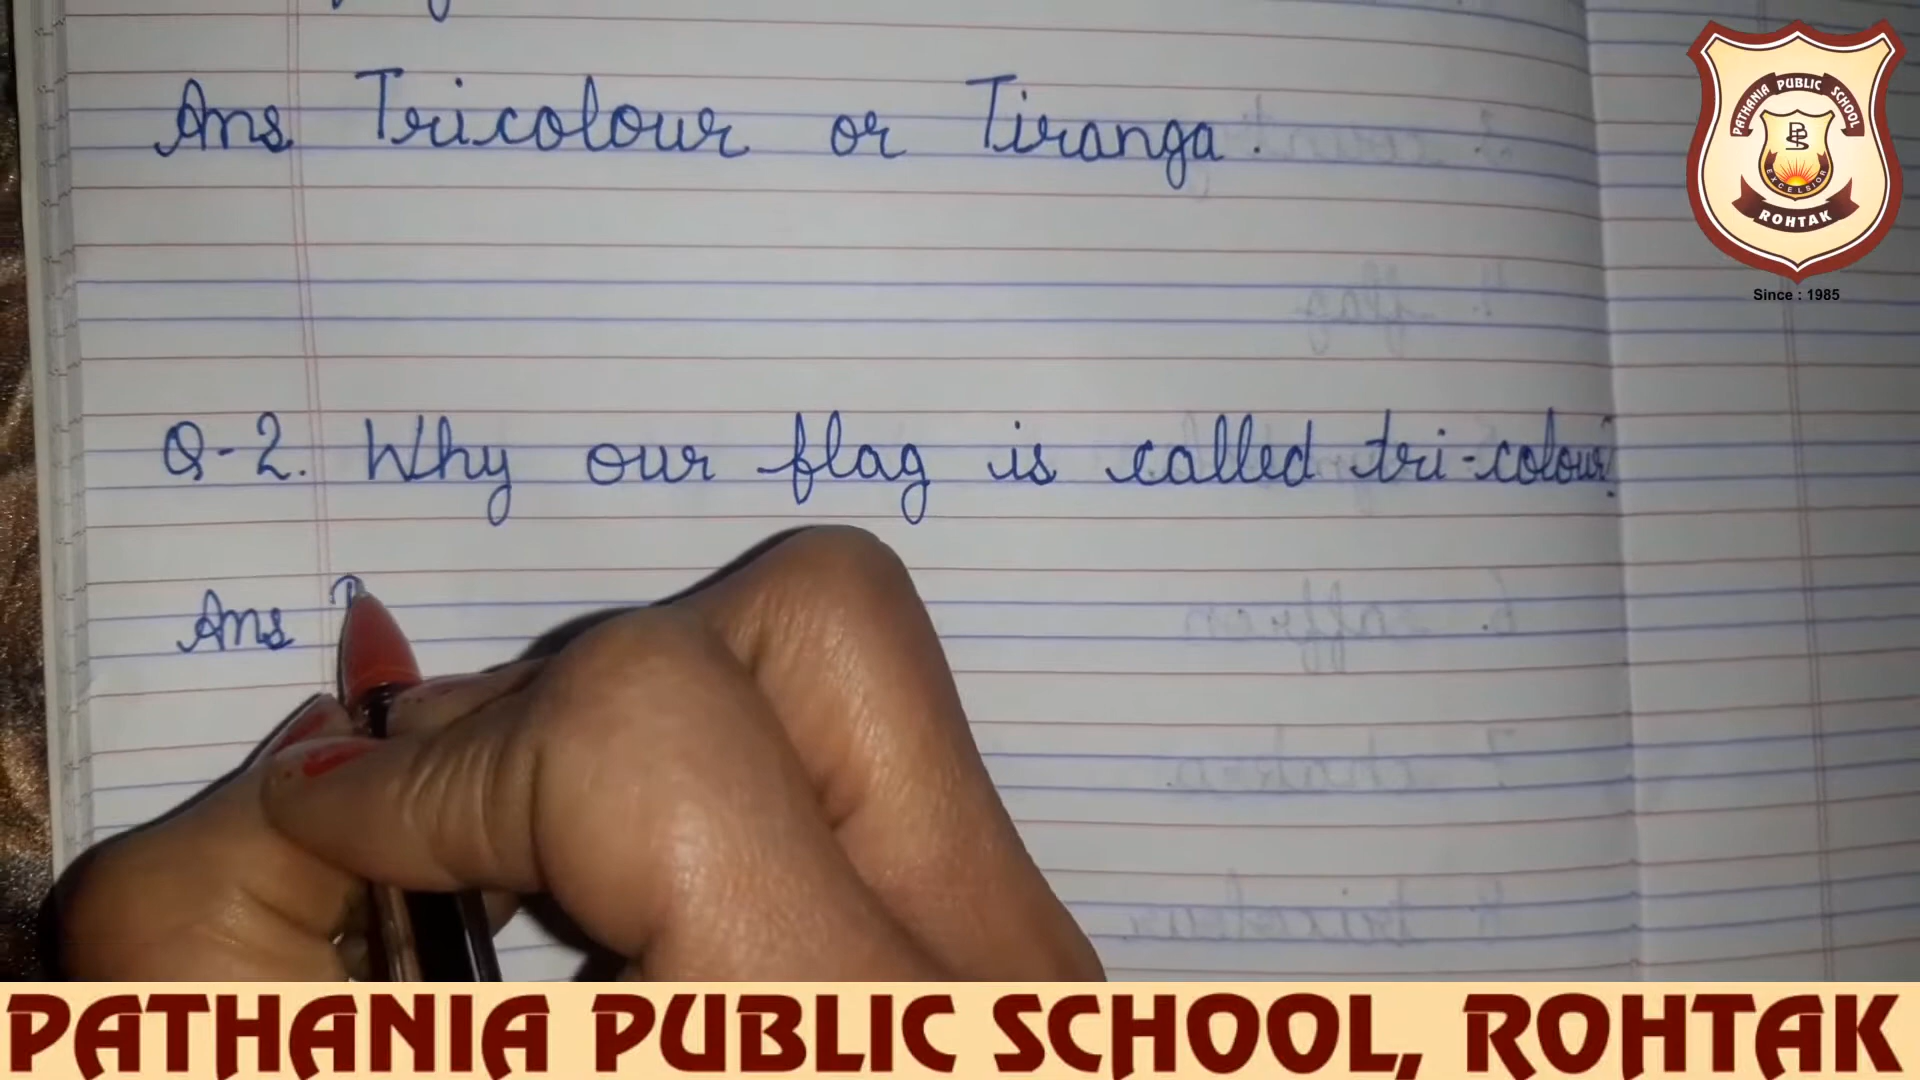 Ans Tricolour or Tiranga.
Q-2. Why our flag is called tri-colour?
Ans
PATHANIA PUBLIC SCHOOL
PBS
EXCELSIOR
ROHTAK
Since : 1985
PATHANIA PUBLIC SCHOOL, ROHTAK